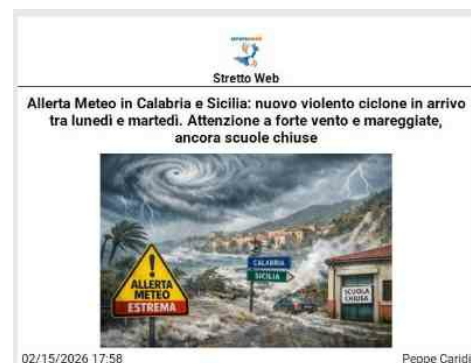 strettoweb
Stretto Web
Allerta Meteo in Calabria e Sicilia: nuovo violento ciclone in arrivo
tra lunedì e martedì. Attenzione a forte vento e mareggiate,
ancora scuole chiuse
CALABRIA
SICILIA
ALLERTA
METEO
ESTREMA
SCUOLA
CHIUSA
02/15/2026 17:58
Peppe Caridi